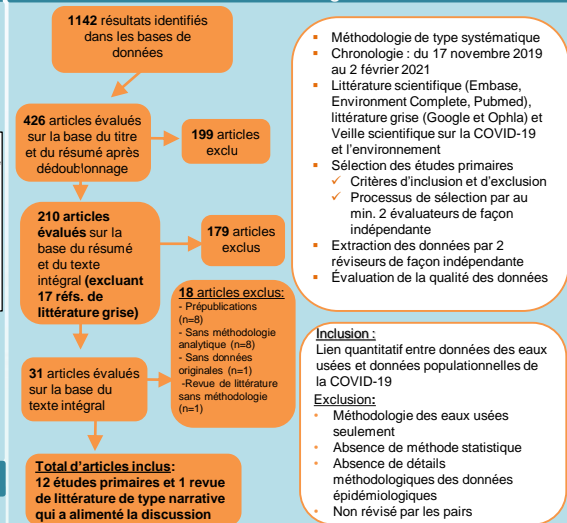 1142 résultats identifiés
dans les bases de
données
426 articles évalués
sur la base du titre
et du résumé après
dédoublonnage
199 articles
exclu
210 articles
évalués sur la
base du résumé
et du texte
intégral (excluant
17 réfs. de
littérature grise)
179 articles
exclus
18 articles exclus:
- Prépublications
(n=8)
- Sans méthodologie
analytique (n=8)
- Sans données
originales (n=1)
-Revue de littérature
sans méthodologie
(n=1)
31 articles évalués
sur la base du
texte intégral
Total d'articles inclus:
12 études primaires et 1 revue
de littérature de type narrative
qui a alimenté la discussion
▪ Méthodologie de type systématique
▪ Chronologie : du 17 novembre 2019
au 2 février 2021
▪ Littérature scientifique (Embase,
Environment Complete, Pubmed),
littérature grise (Google et Ophla) et
Veille scientifique sur la COVID-19
et l'environnement
▪ Sélection des études primaires
✓ Critères d'inclusion et d'exclusion
✓ Processus de sélection par au
min. 2 évaluateurs de façon
indépendante
▪ Extraction des données par 2
réviseurs de façon indépendante
▪ Évaluation de la qualité des données
Inclusion :
Lien quantitatif entre données des eaux
usées et données populationnelles de
la COVID-19
Exclusion:
• Méthodologie des eaux usées
seulement
• Absence de méthode statistique
• Absence de détails
méthodologiques des données
épidémiologiques
• Non révisé par les pairs